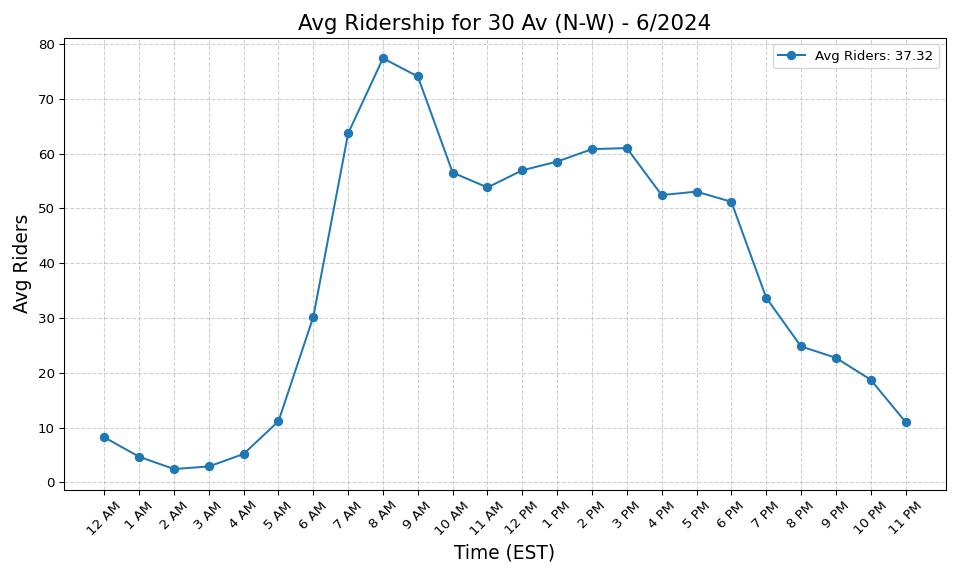 Avg Ridership for 30 Av (N-W) - 6/2024
Avg Riders: 37.32
Avg Riders
80
70
60
50
40
30
20
10
0
12 AM
1 AM
2 AM
3 AM
4 AM
5 AM
6 AM
7 AM
8 AM
9 AM
10 AM
11 AM
12 PM
1 PM
2 PM
3 PM
4 PM
5 PM
6 PM
7 PM
8 PM
9 PM
10 PM
11 PM
Time (EST)